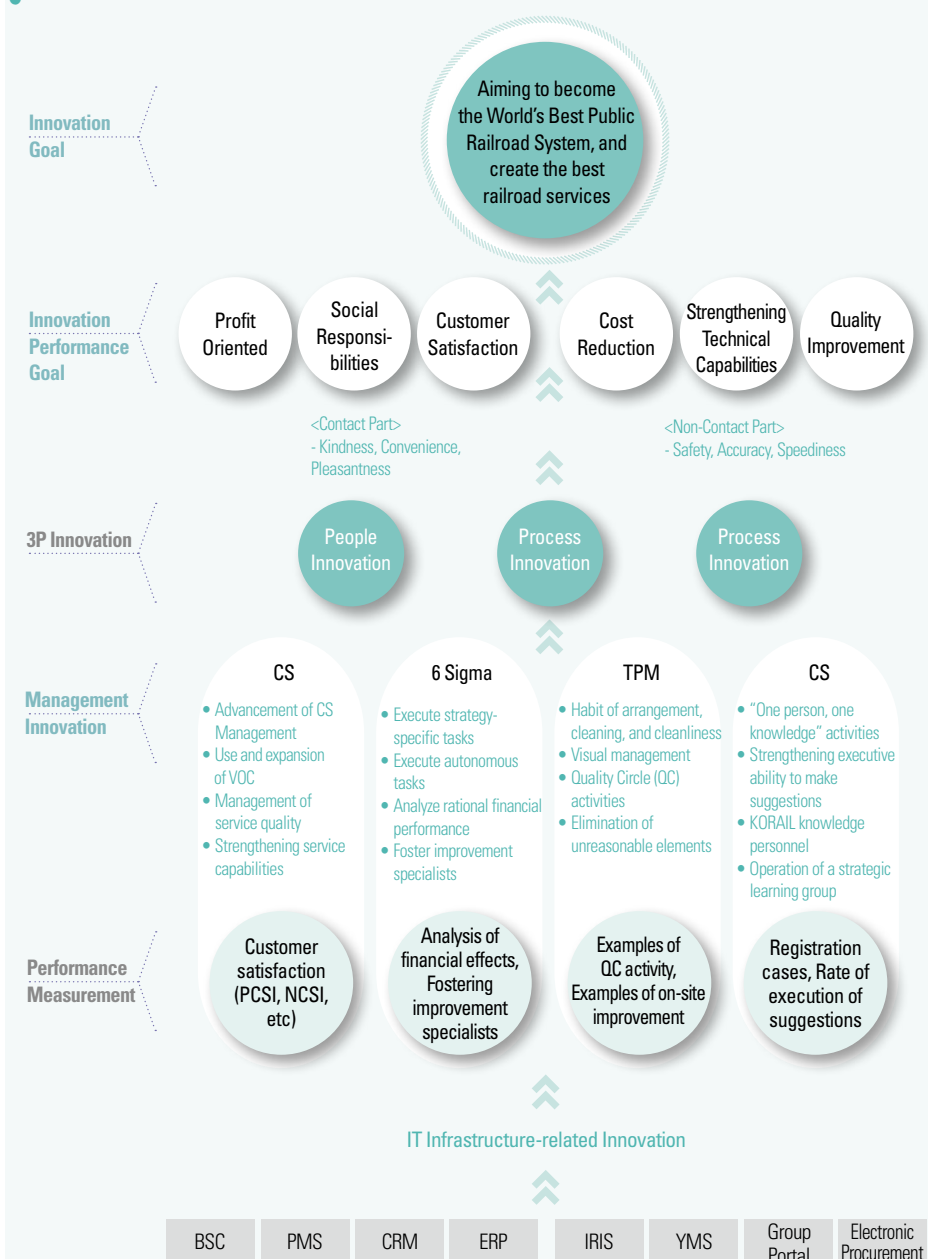 Innovation
Goal
Aiming to become
the World's Best Public
Railroad System, and
create the best
railroad services
Innovation
Performance
Goal
Profit
Oriented
Social
Responsi-
bilities
Customer
Satisfaction
Cost
Reduction
Strengthening
Technical
Capabilities
Quality
Improvement
<Contact Part>
- Kindness, Convenience,
Pleasantness
<Non-Contact Part>
- Safety, Accuracy, Speediness
3P Innovation
People
Innovation
Process
Innovation
Process
Innovation
Management
Innovation
CS
• Advancement of CS
Management
• Use and expansion
of VOC
• Management of
service quality
• Strengthening service
capabilities
6 Sigma
• Execute strategy-
specific tasks
• Execute autonomous
tasks
• Analyze rational financial
performance
• Foster improvement
specialists
TPM
• Habit of arrangement,
cleaning, and cleanliness
• Visual management
• Quality Circle (QC)
activities
• Elimination of
unreasonable elements
CS
• "One person, one
knowledge" activities
• Strengthening executive
ability to make
suggestions
• KORAIL knowledge
personnel
• Operation of a strategic
learning group
Performance
Measurement
Customer
satisfaction
(PCSI, NCSI,
etc)
Analysis of
financial effects,
Fostering
improvement
specialists
Examples of
QC activity,
Examples of on-site
improvement
Registration
cases, Rate of
execution of
suggestions
IT Infrastructure-related Innovation
BSC
PMS
CRM
ERP
IRIS
YMS
Group
Portal
Electronic
Procurement